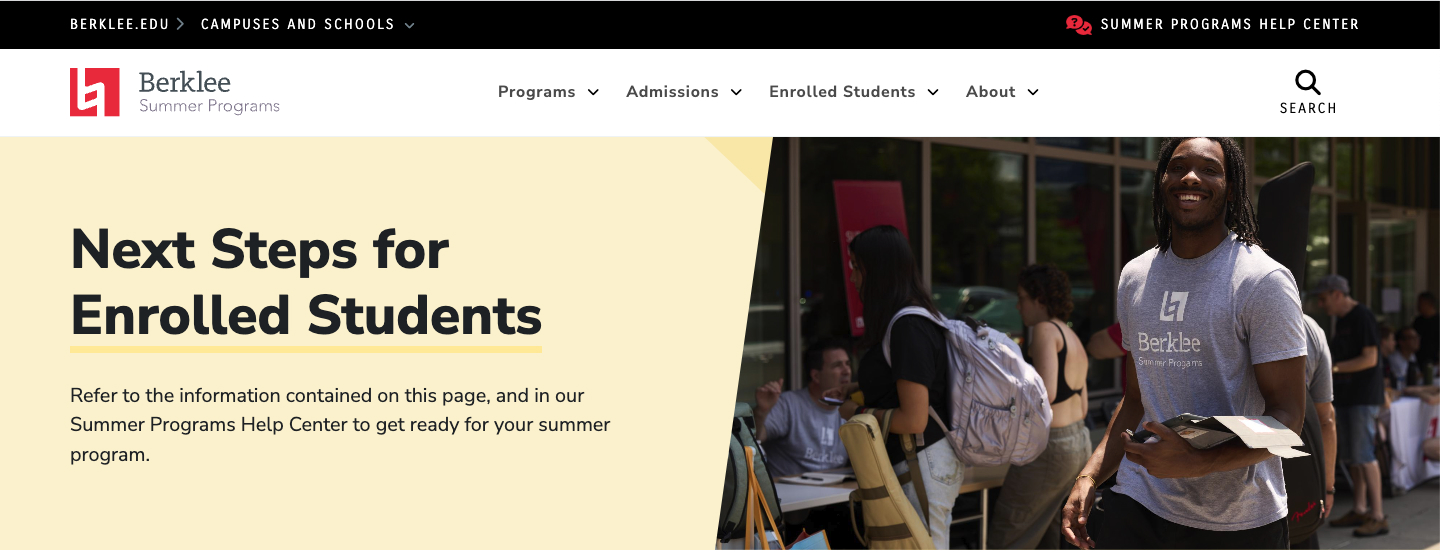 BERKLEE.EDU
CAMPUSES AND SCHOOLS
SUMMER PROGRAMS HELP CENTER
Berklee
Summer Programs
Programs
Admissions
Enrolled Students
About
SEARCH
Next Steps for
Enrolled Students
Refer to the information contained on this page, and in our
Summer Programs Help Center to get ready for your summer
program.
Berklee
Summer Programs
Berklee
Fender